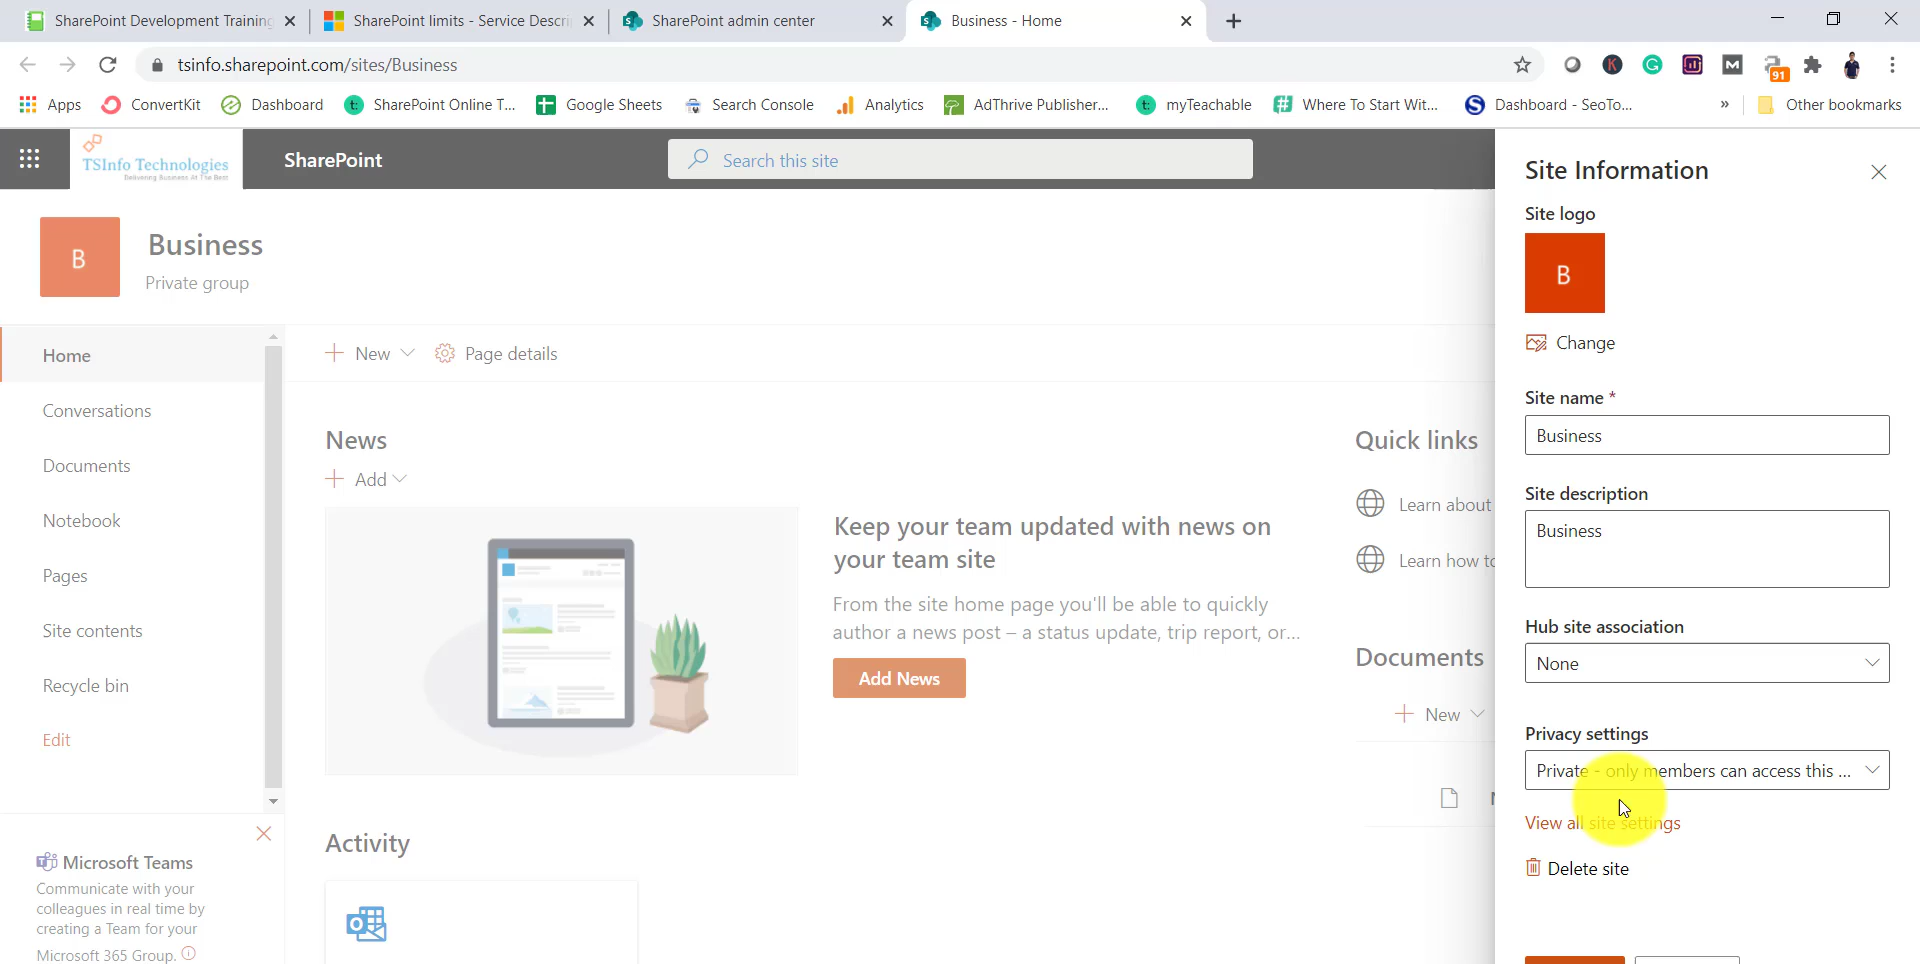 SharePoint Development Training
SharePoint limits - Service Descri
SharePoint admin center
Business - Home
tsinfo.sharepoint.com/sites/Business
91
Apps
ConvertKit
Dashboard
SharePoint Online T...
Google Sheets
Search Console
Analytics
AdThrive Publisher...
myTeachable
Where To Start Wit...
Dashboard - SeoTo...
»
Other bookmarks
TSInfo Technologies
Delivering Business At The Best
SharePoint
Search this site
B
Business
Private group
Home
Conversations
Documents
Notebook
Pages
Site contents
Recycle bin
Edit
Microsoft Teams
Communicate with your
colleagues in real time by
creating a Team for your
Microsoft 365 Group.
New
Page details
News
Add
Keep your team updated with news on
your team site
From the site home page you'll be able to quickly
author a news post – a status update, trip report, or...
Add News
Activity
Quick links
Learn about
Learn how to
Documents
New
Site Information
Site logo
B
Change
Site name *
Business
Site description
Business
Hub site association
None
Privacy settings
Private - only members can access this ...
View all site settings
Delete site